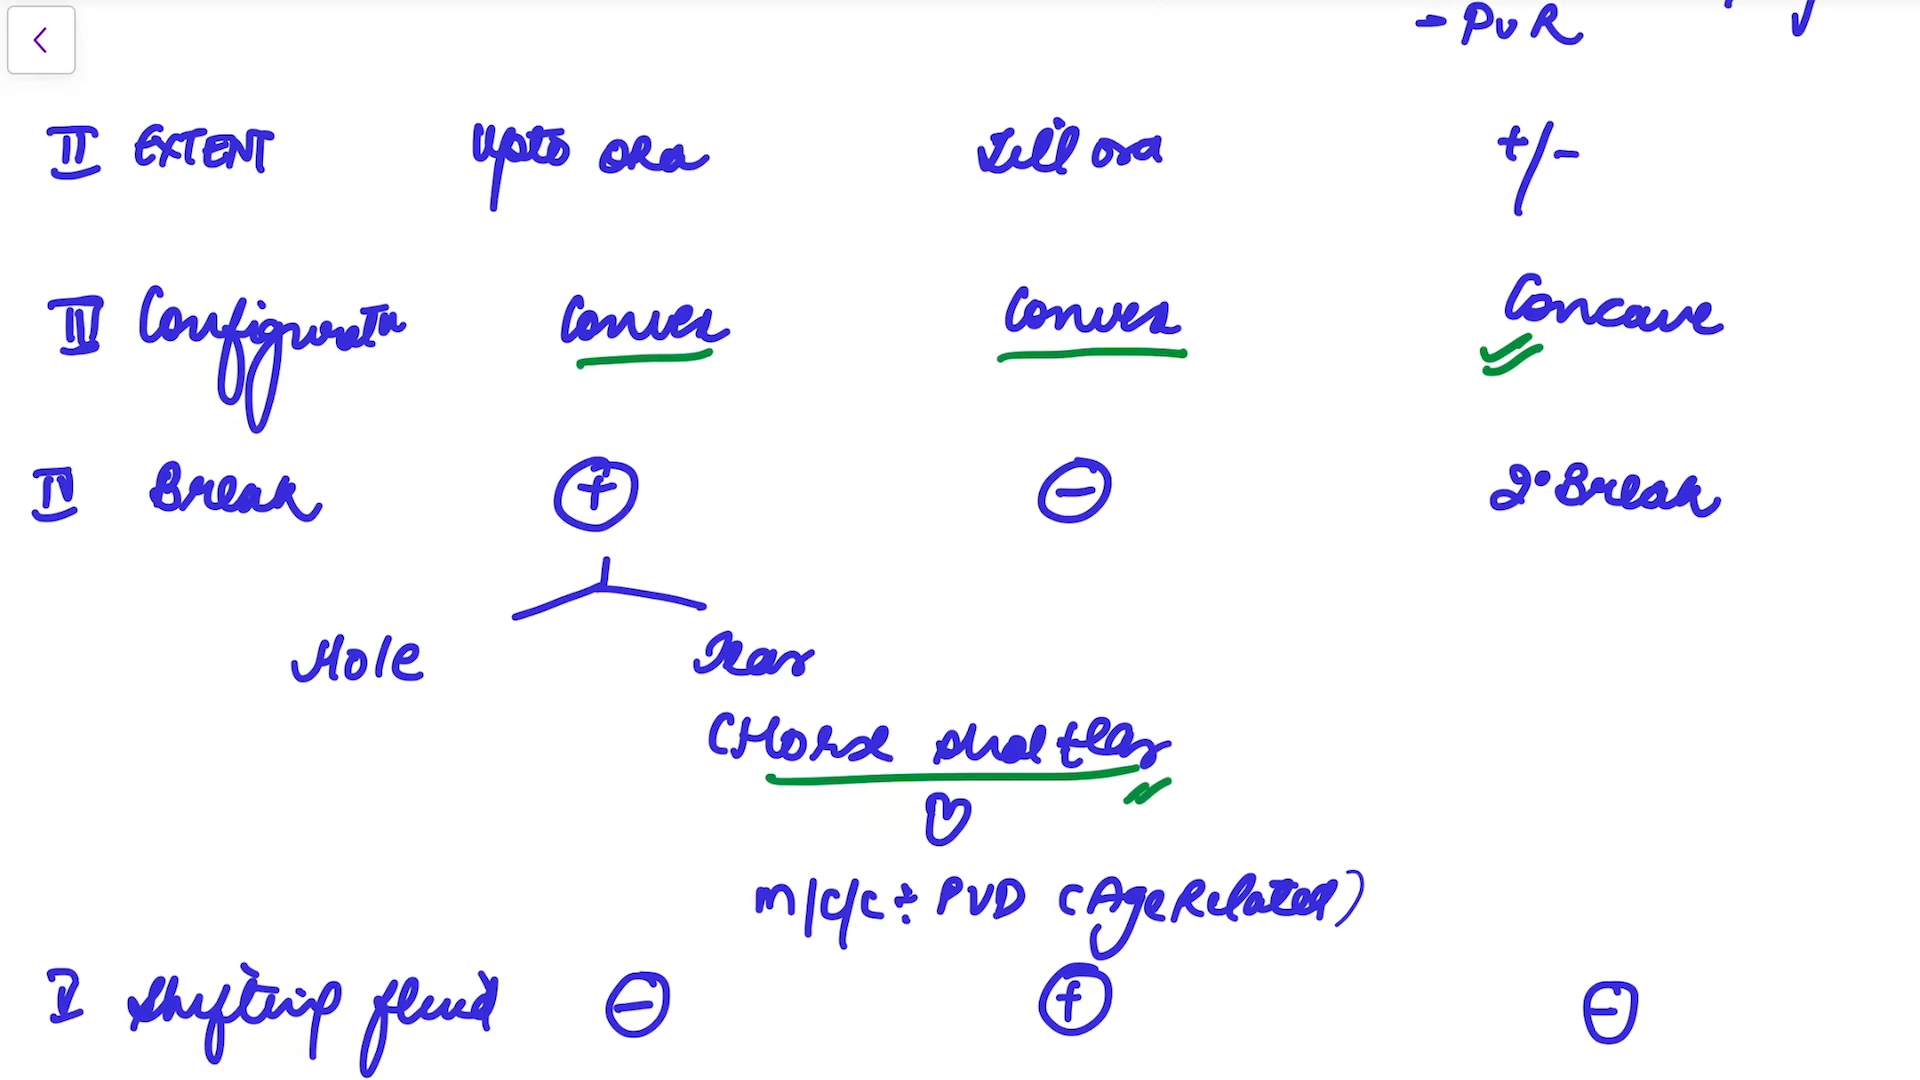 - PVR
II EXTENT Upto ora Till ora +/-
III Configuratn Convex Convex Concave
IV Break + - 2° Break
Hole Tear
(Horse shoe tear
m/c/c ÷ PVD (Age Related)
V Shifting fluid - + -